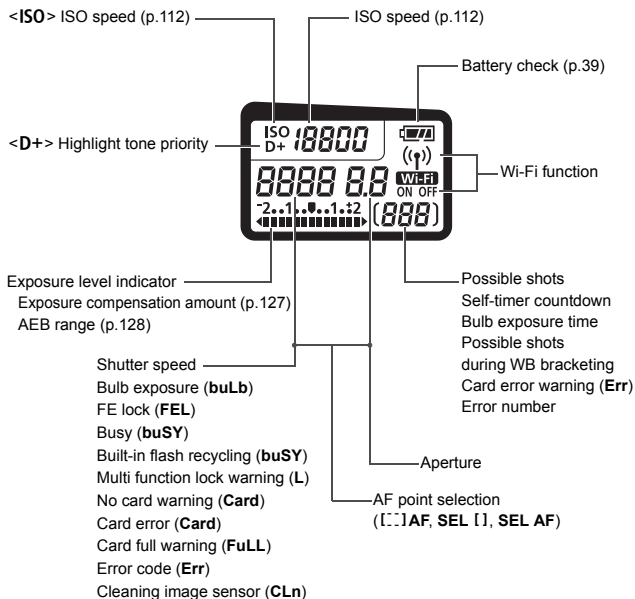 <ISO> ISO speed (p.112)
ISO speed (p.112)
Battery check (p.39)
ISO 18800
<D+> Highlight tone priority
D+
Wi-Fi function
Wi-Fi
8888 8.8
ON OFF
-2..1..0..1.+2
(888)
Exposure level indicator
Exposure compensation amount (p.127)
AEB range (p.128)
Possible shots
Self-timer countdown
Bulb exposure time
Possible shots
during WB bracketing
Card error warning (Err)
Error number
Shutter speed
Bulb exposure (buLb)
FE lock (FEL)
Busy (buSY)
Built-in flash recycling (buSY)
Multi function lock warning (L)
No card warning (Card)
Card error (Card)
Card full warning (FuLL)
Error code (Err)
Cleaning image sensor (CLn)
Aperture
AF point selection
([ ] AF, SEL [ ], SEL AF)